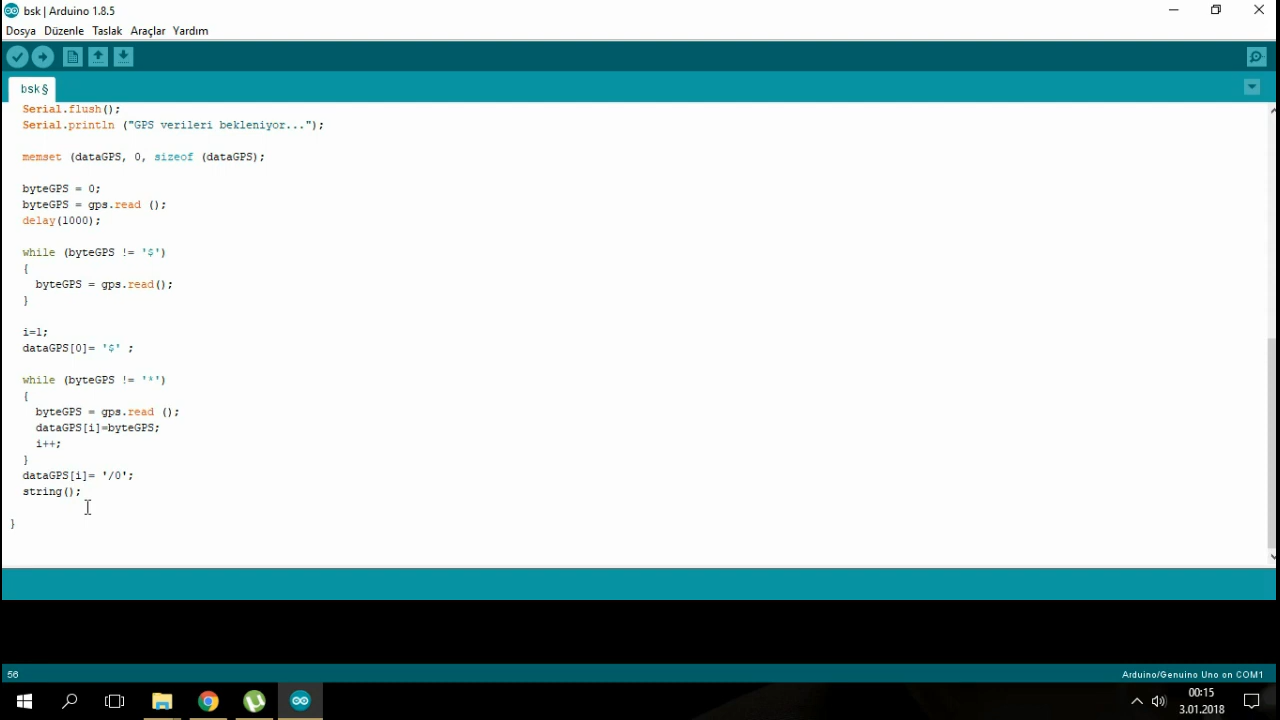 bsk | Arduino 1.8.5
Dosya Düzenle Taslak Araçlar Yardım
bsk§
Serial.flush();
Serial.println ("GPS verileri bekleniyor...");
memset (dataGPS, 0, sizeof (dataGPS);
byteGPS = 0;
byteGPS = gps.read ();
delay(1000);
while (byteGPS != '$')
{
byteGPS = gps.read();
}
i=1;
dataGPS[0]= '$' ;
while (byteGPS != '*')
{
byteGPS = gps.read ();
dataGPS[i]=byteGPS;
i++;
}
dataGPS[i]= '/0';
string();
}
56
Arduino/Genuino Uno on COM1
00:15
3.01.2018